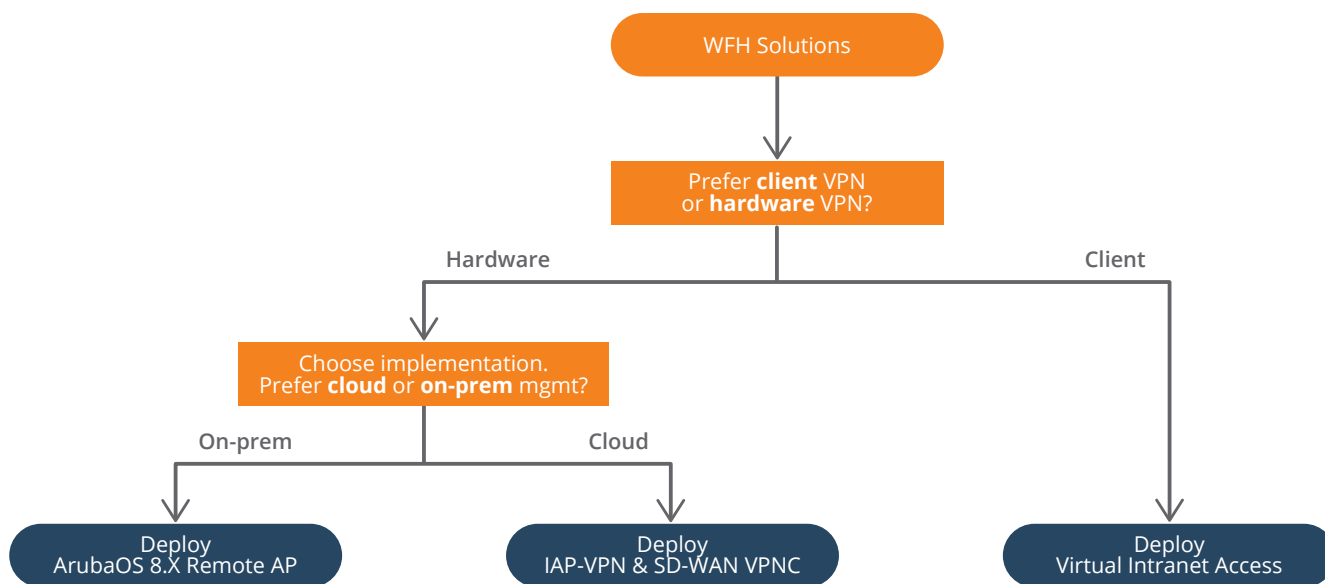 WFH Solutions
Prefer client VPN
or hardware VPN?
Hardware
Client
Choose implementation.
Prefer cloud or on-prem mgmt?
On-prem
Cloud
Deploy
ArubaOS 8.X Remote AP
Deploy
IAP-VPN & SD-WAN VPNC
Deploy
Virtual Intranet Access